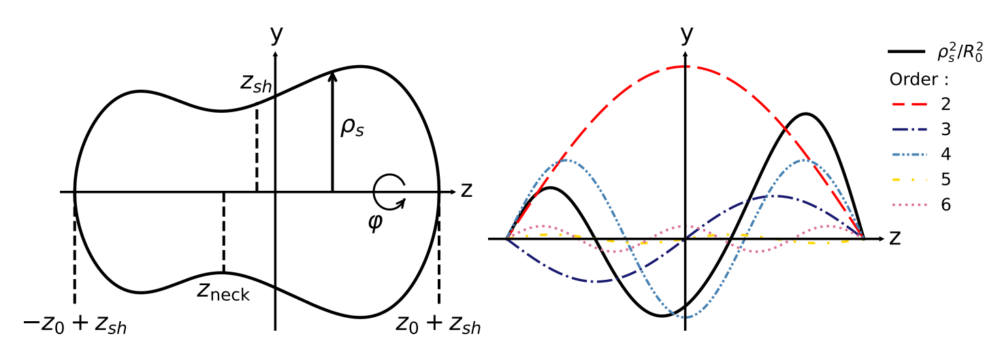 y
z_sh
ρ_s
z
φ
z_neck
−z_0 + z_sh
z_0 + z_sh
y
z
ρ_s^2/R_0^2
Order :
2
3
4
5
6